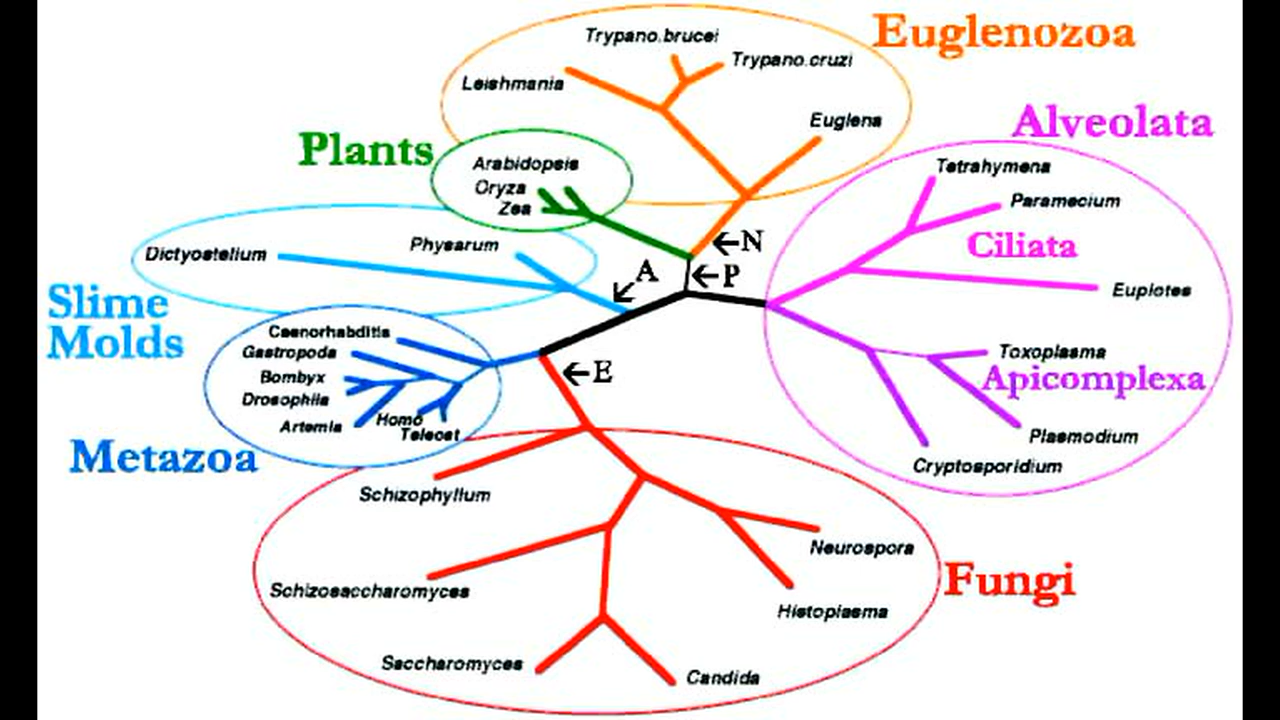 Euglenozoa
Trypano.brucei
Trypano.cruzi
Leishmania
Euglena
Alveolata
Plants
Arabidopsis
Oryza
Zea
Tetrahymena
Paramecium
Ciliata
Euplotes
N
P
A
Physarum
Dictyostelium
Slime
Molds
Caenorhabditis
Gastropoda
Bombyx
Drosophila
Artemia
Homo
Teleost
Metazoa
E
Toxoplasma
Apicomplexa
Plasmodium
Cryptosporidium
Schizophyllum
Neurospora
Fungi
Schizosaccharomyces
Histoplasma
Saccharomyces
Candida